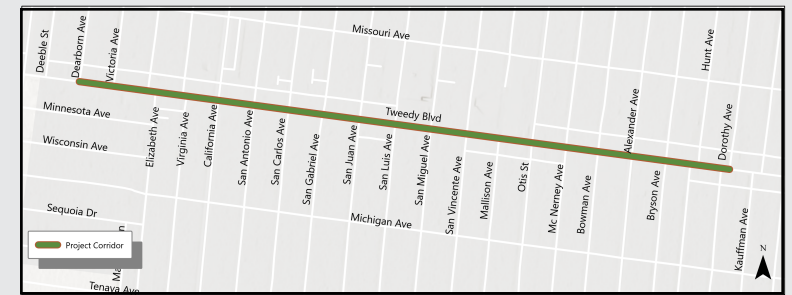 Missouri Ave
Deeble St
Dearborn Ave
Victoria Ave
Hunt Ave
Minnesota Ave
Tweedy Blvd
Alexander Ave
Dorothy Ave
Wisconsin Ave
Elizabeth Ave
Virginia Ave
California Ave
San Antonio Ave
San Carlos Ave
San Gabriel Ave
San Juan Ave
San Luis Ave
San Miguel Ave
San Vincente Ave
Mallison Ave
Otis St
Mc Nerney Ave
Bowman Ave
Bryson Ave
Kauffman Ave
Sequoia Dr
Michigan Ave
Project Corridor
N
Tenaya Ave